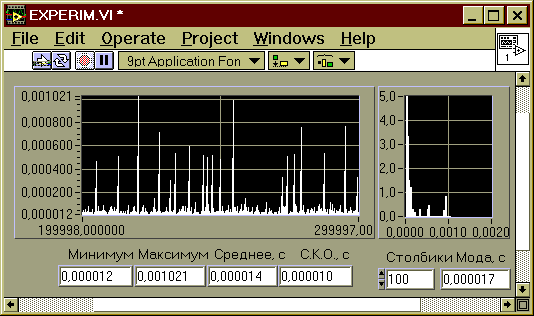 EXPERIM.VI *
File Edit Operate Project Windows Help
9pt Application Fon
1
0,001021
0,000800
0,000600
0,000400
0,000200
0,000012
199998,000000 299997,00
5,0
4,0
3,0
2,0
1,0
0,0
0,0000 0,0010 0,0020
Минимум Максимум Среднее, с С.К.О., с
0,000012 0,001021 0,000014 0,000010
Столбики Мода, с
100 0,000017